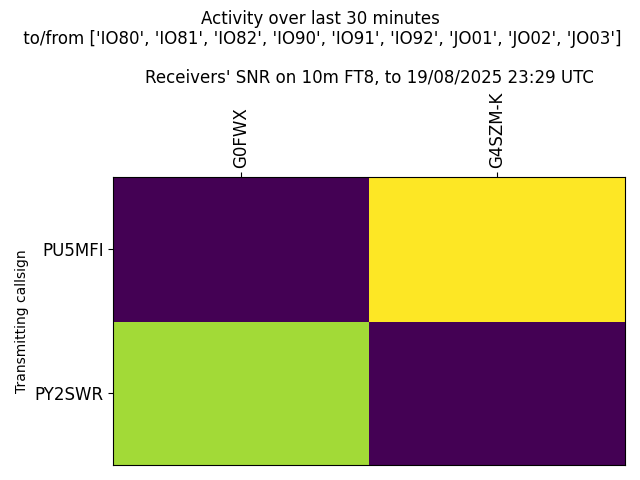 Activity over last 30 minutes
to/from ['IO80', 'IO81', 'IO82', 'IO90', 'IO91', 'IO92', 'JO01', 'JO02', 'JO03']
Receivers' SNR on 10m FT8, to 19/08/2025 23:29 UTC
G0FWX
G4SZM-K
Transmitting callsign
PU5MFI
PY2SWR